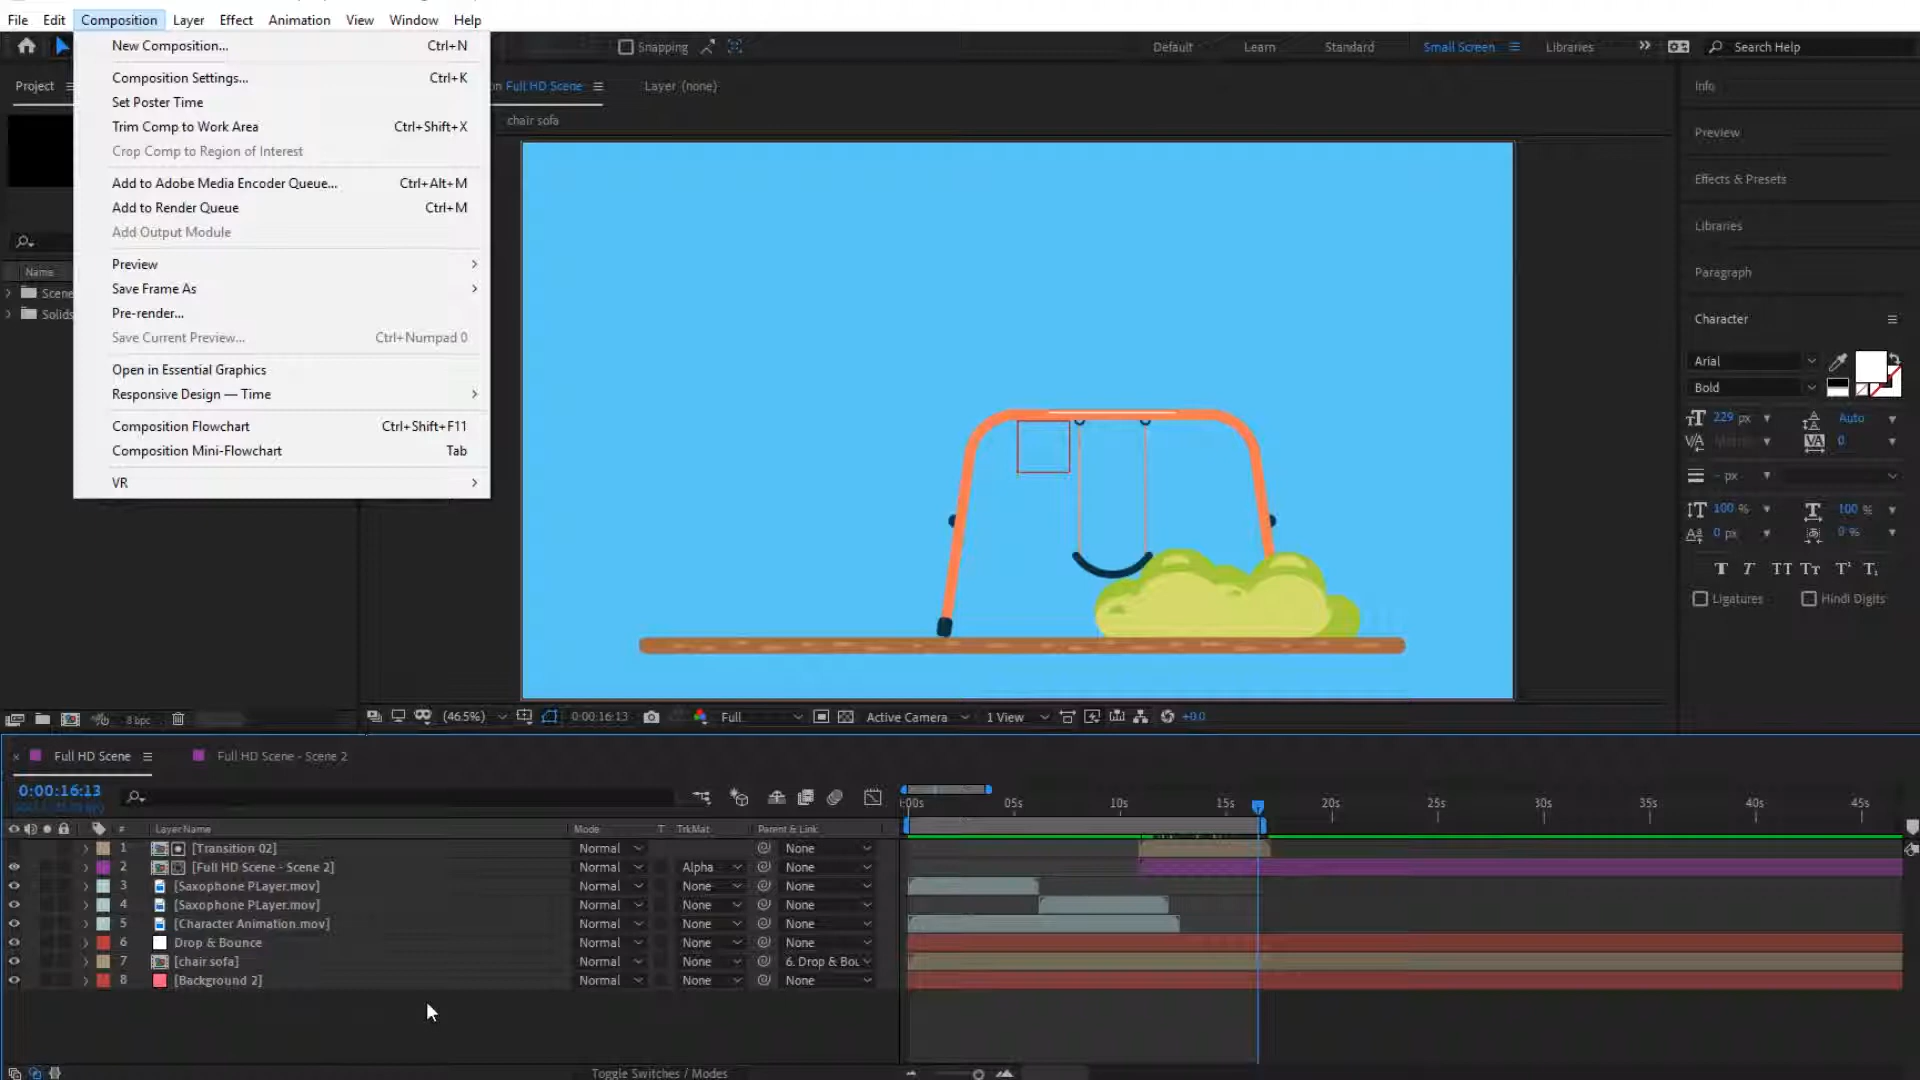 File Edit Composition Layer Effect Animation View Window Help
New Composition... Ctrl+N
Composition Settings... Ctrl+K
Set Poster Time
Trim Comp to Work Area Ctrl+Shift+X
Crop Comp to Region of Interest
Add to Adobe Media Encoder Queue... Ctrl+Alt+M
Add to Render Queue Ctrl+M
Add Output Module
Preview
Save Frame As
Pre-render...
Save Current Preview... Ctrl+Numpad 0
Open in Essential Graphics
Responsive Design — Time
Composition Flowchart Ctrl+Shift+F11
Composition Mini-Flowchart Tab
VR
Snapping Default Learn Standard Small Screen Libraries Search Help
Project
Name
Scene
Solids
8 bpc
on Full HD Scene Layer (none)
chair sofa
(46.5%) 0:00:16:13 Full Active Camera 1 View +0.0
Info
Preview
Effects & Presets
Libraries
Paragraph
Character
Arial
Bold
229 px Auto
0
- px
100 % 100 %
0 px 0 %
T T TT Tт T¹ T₁
Ligatures Hindi Digits
Full HD Scene Full HD Scene - Scene 2
0:00:16:13
:00s 05s 10s 15s 20s 25s 30s 35s 40s 45s
# Layer Name Mode T TrkMat Parent & Link
1 [Transition 02] Normal None
2 [Full HD Scene - Scene 2] Normal Alpha None
3 [Saxophone PLayer.mov] Normal None None
4 [Saxophone PLayer.mov] Normal None None
5 [Character Animation.mov] Normal None None
6 Drop & Bounce Normal None None
7 [chair sofa] Normal None 6. Drop & Bou
8 [Background 2] Normal None None
Toggle Switches / Modes